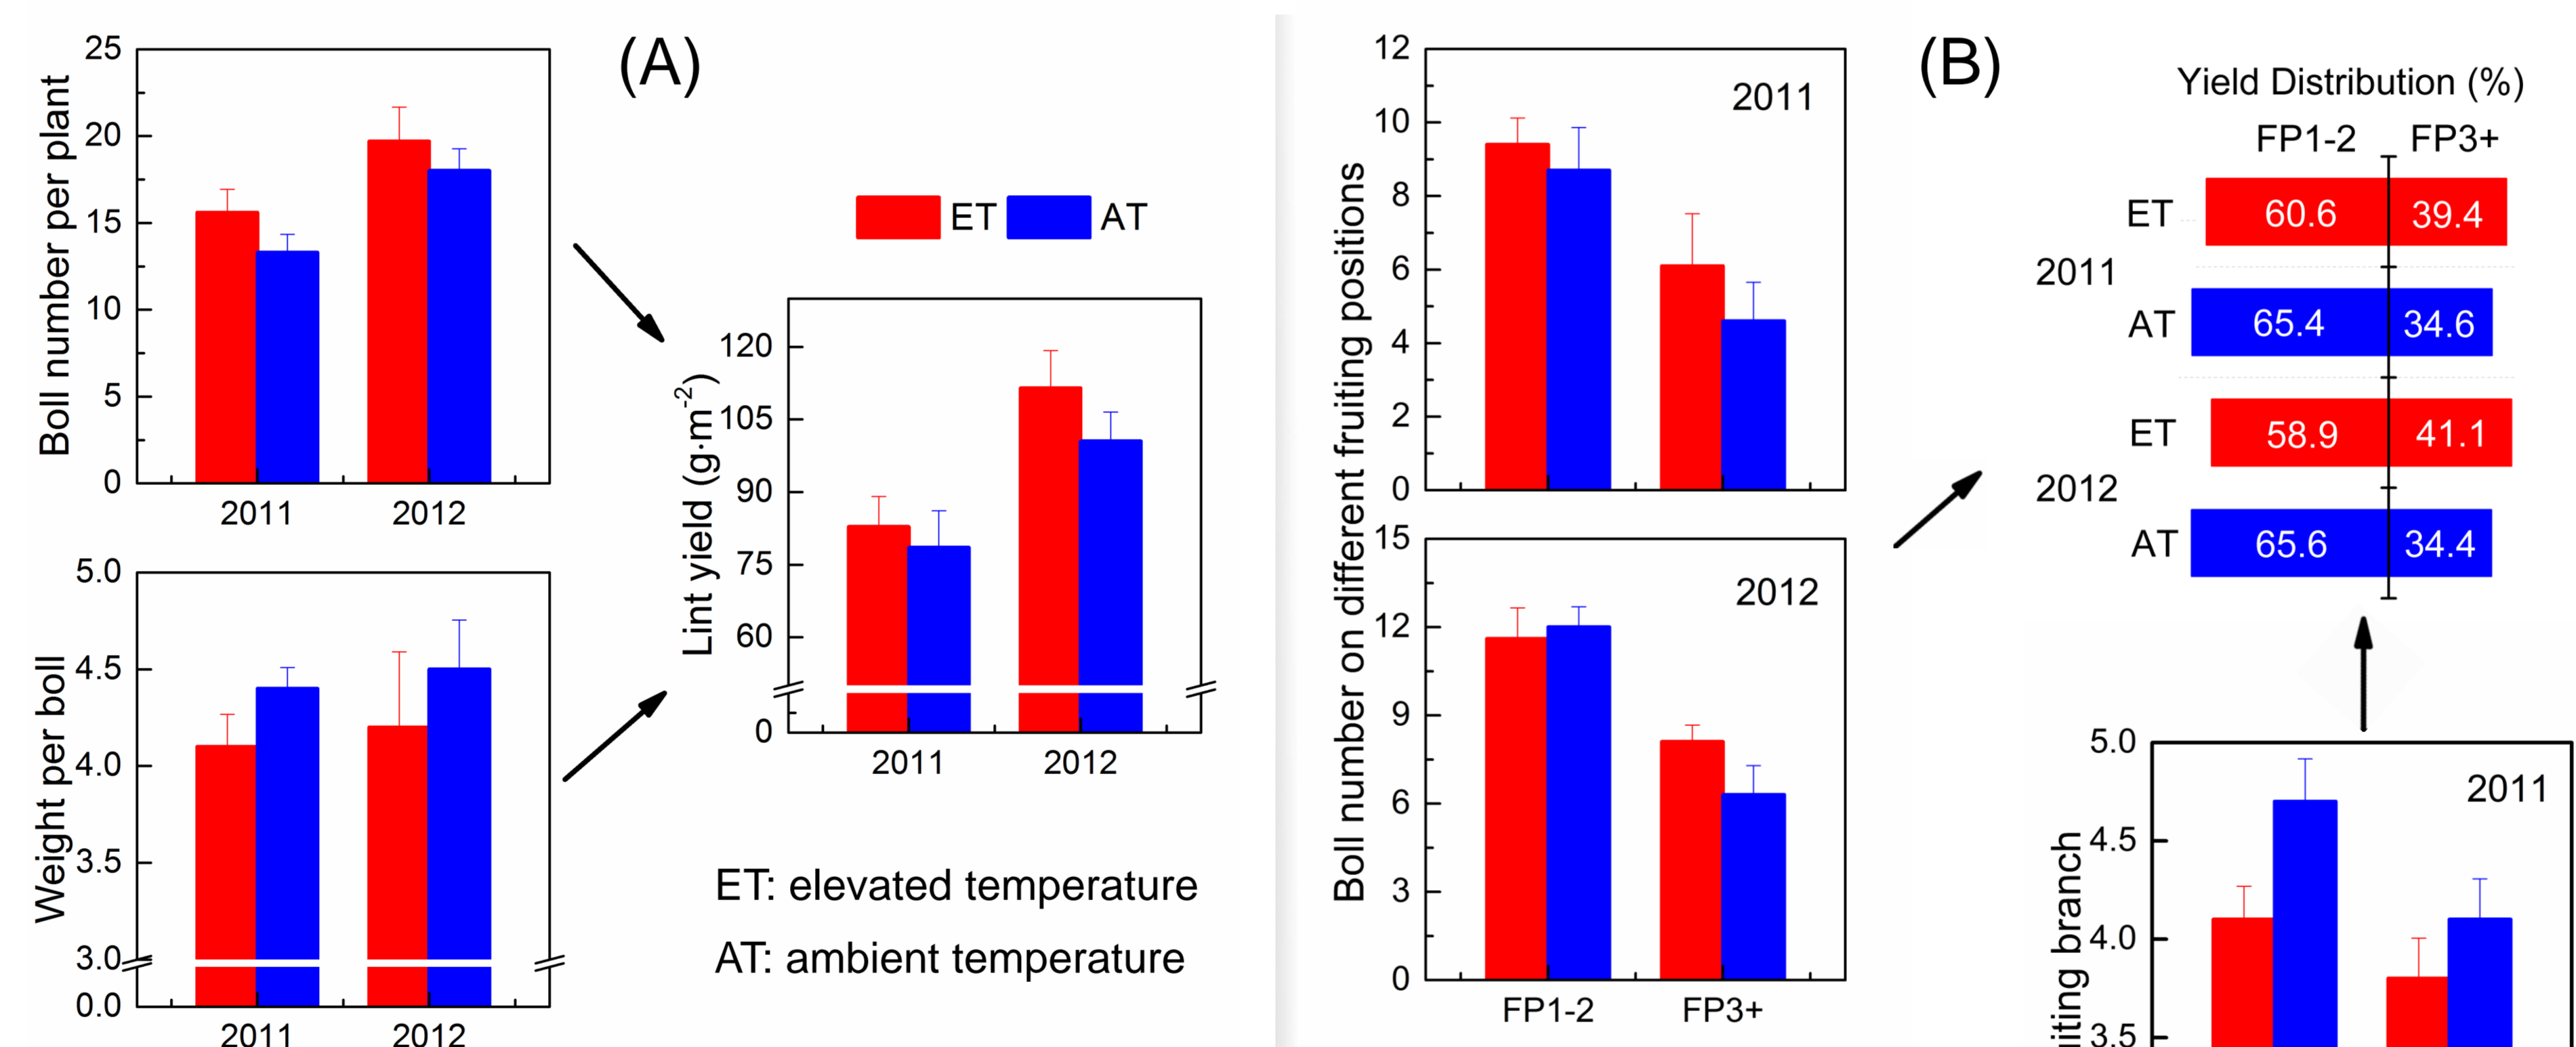 (A)
Boll number per plant
25
20
15
10
5
0
2011 2012
Weight per boll
5.0
4.5
4.0
3.5
3.0
0.0
2011 2012
ET AT
Lint yield (g·m⁻²)
120
105
90
75
60
0
2011 2012
ET: elevated temperature
AT: ambient temperature
(B)
Boll number on different fruiting positions
2011
12
10
8
6
4
2
0
2012
15
12
9
6
3
0
FP1-2 FP3+
Yield Distribution (%)
FP1-2 FP3+
ET 60.6 39.4
2011
AT 65.4 34.6
ET 58.9 41.1
2012
AT 65.6 34.4
2011
5.0
4.5
4.0
3.5
branch